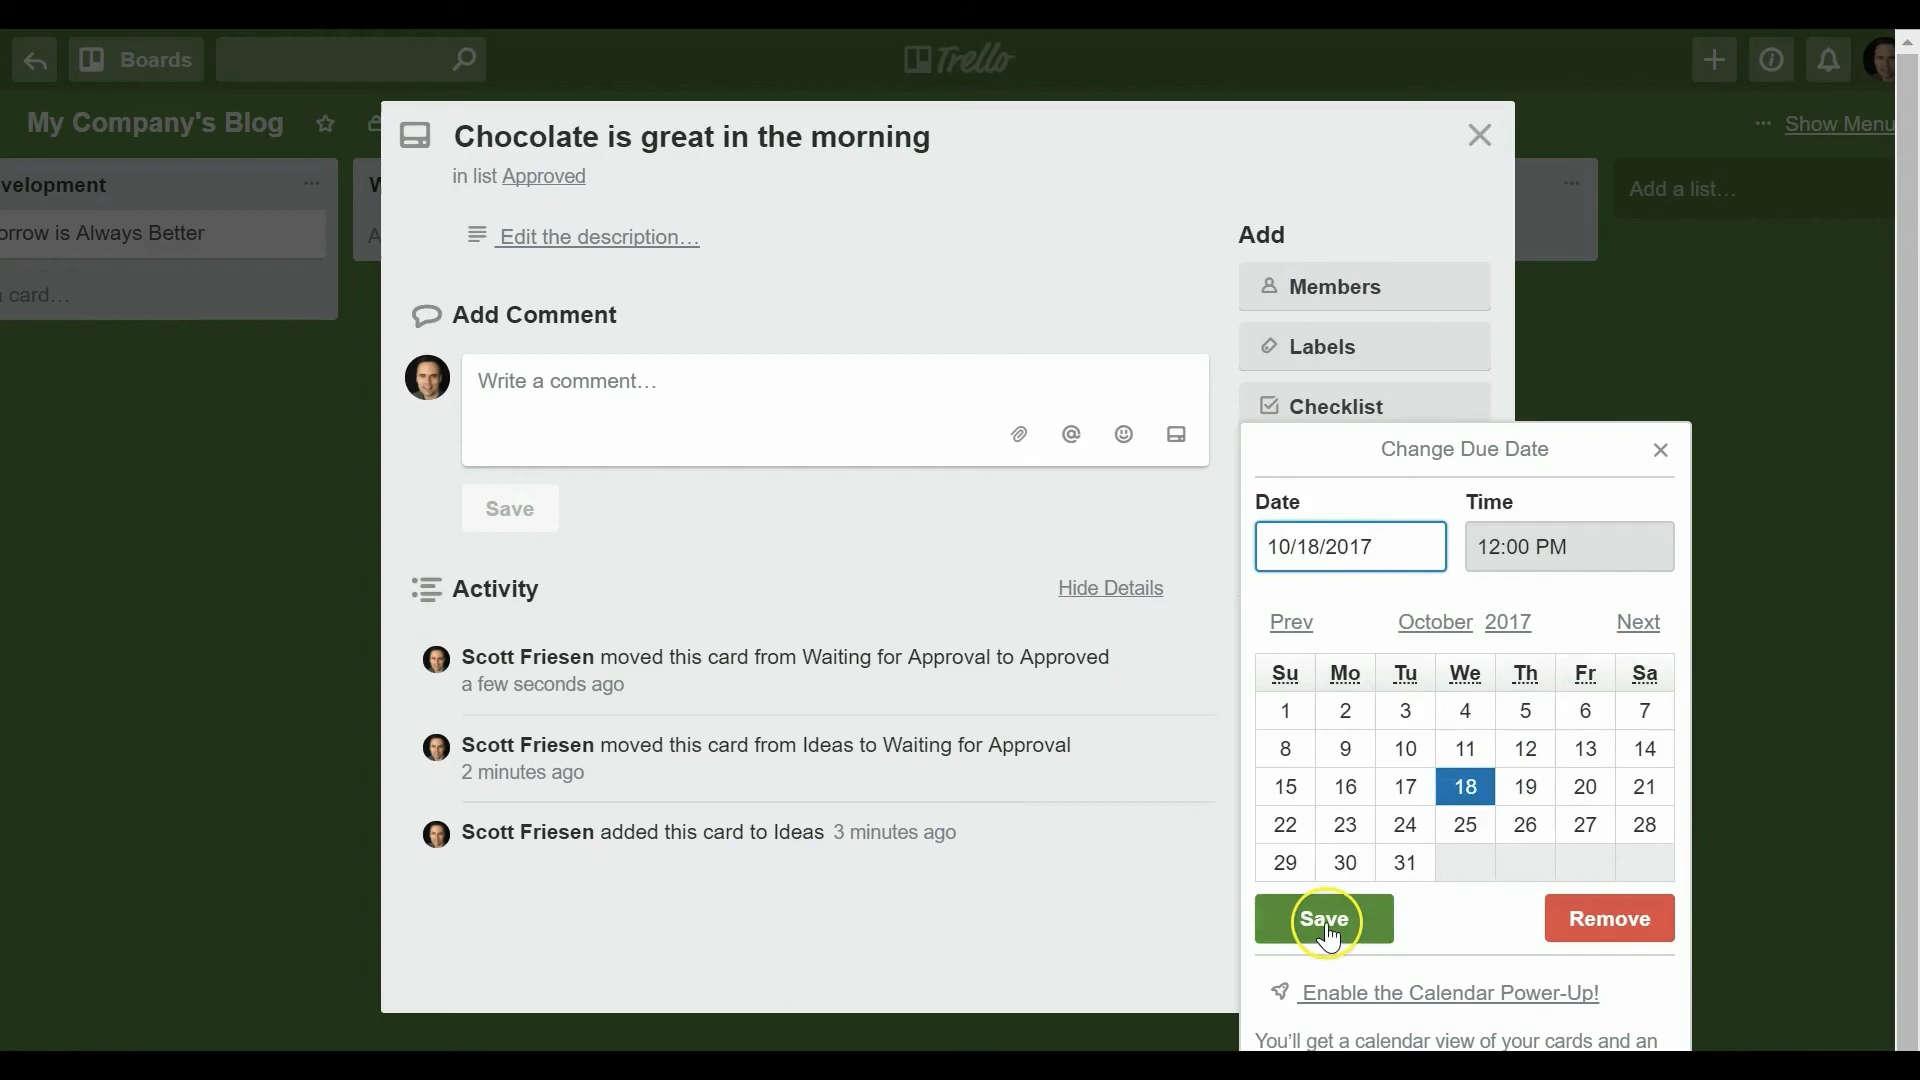 Boards
Trello
My Company's Blog
Show Menu
velopment
orrow is Always Better
card…
Add a list…
Chocolate is great in the morning
in list Approved
Edit the description…
Add Comment
Write a comment…
Save
Activity
Hide Details
Scott Friesen moved this card from Waiting for Approval to Approved
a few seconds ago
Scott Friesen moved this card from Ideas to Waiting for Approval
2 minutes ago
Scott Friesen added this card to Ideas 3 minutes ago
Add
Members
Labels
Checklist
Change Due Date
Date Time
10/18/2017 12:00 PM
Prev October 2017 Next
Su Mo Tu We Th Fr Sa
1 2 3 4 5 6 7
8 9 10 11 12 13 14
15 16 17 18 19 20 21
22 23 24 25 26 27 28
29 30 31
Save Remove
Enable the Calendar Power-Up!
You'll get a calendar view of your cards and an